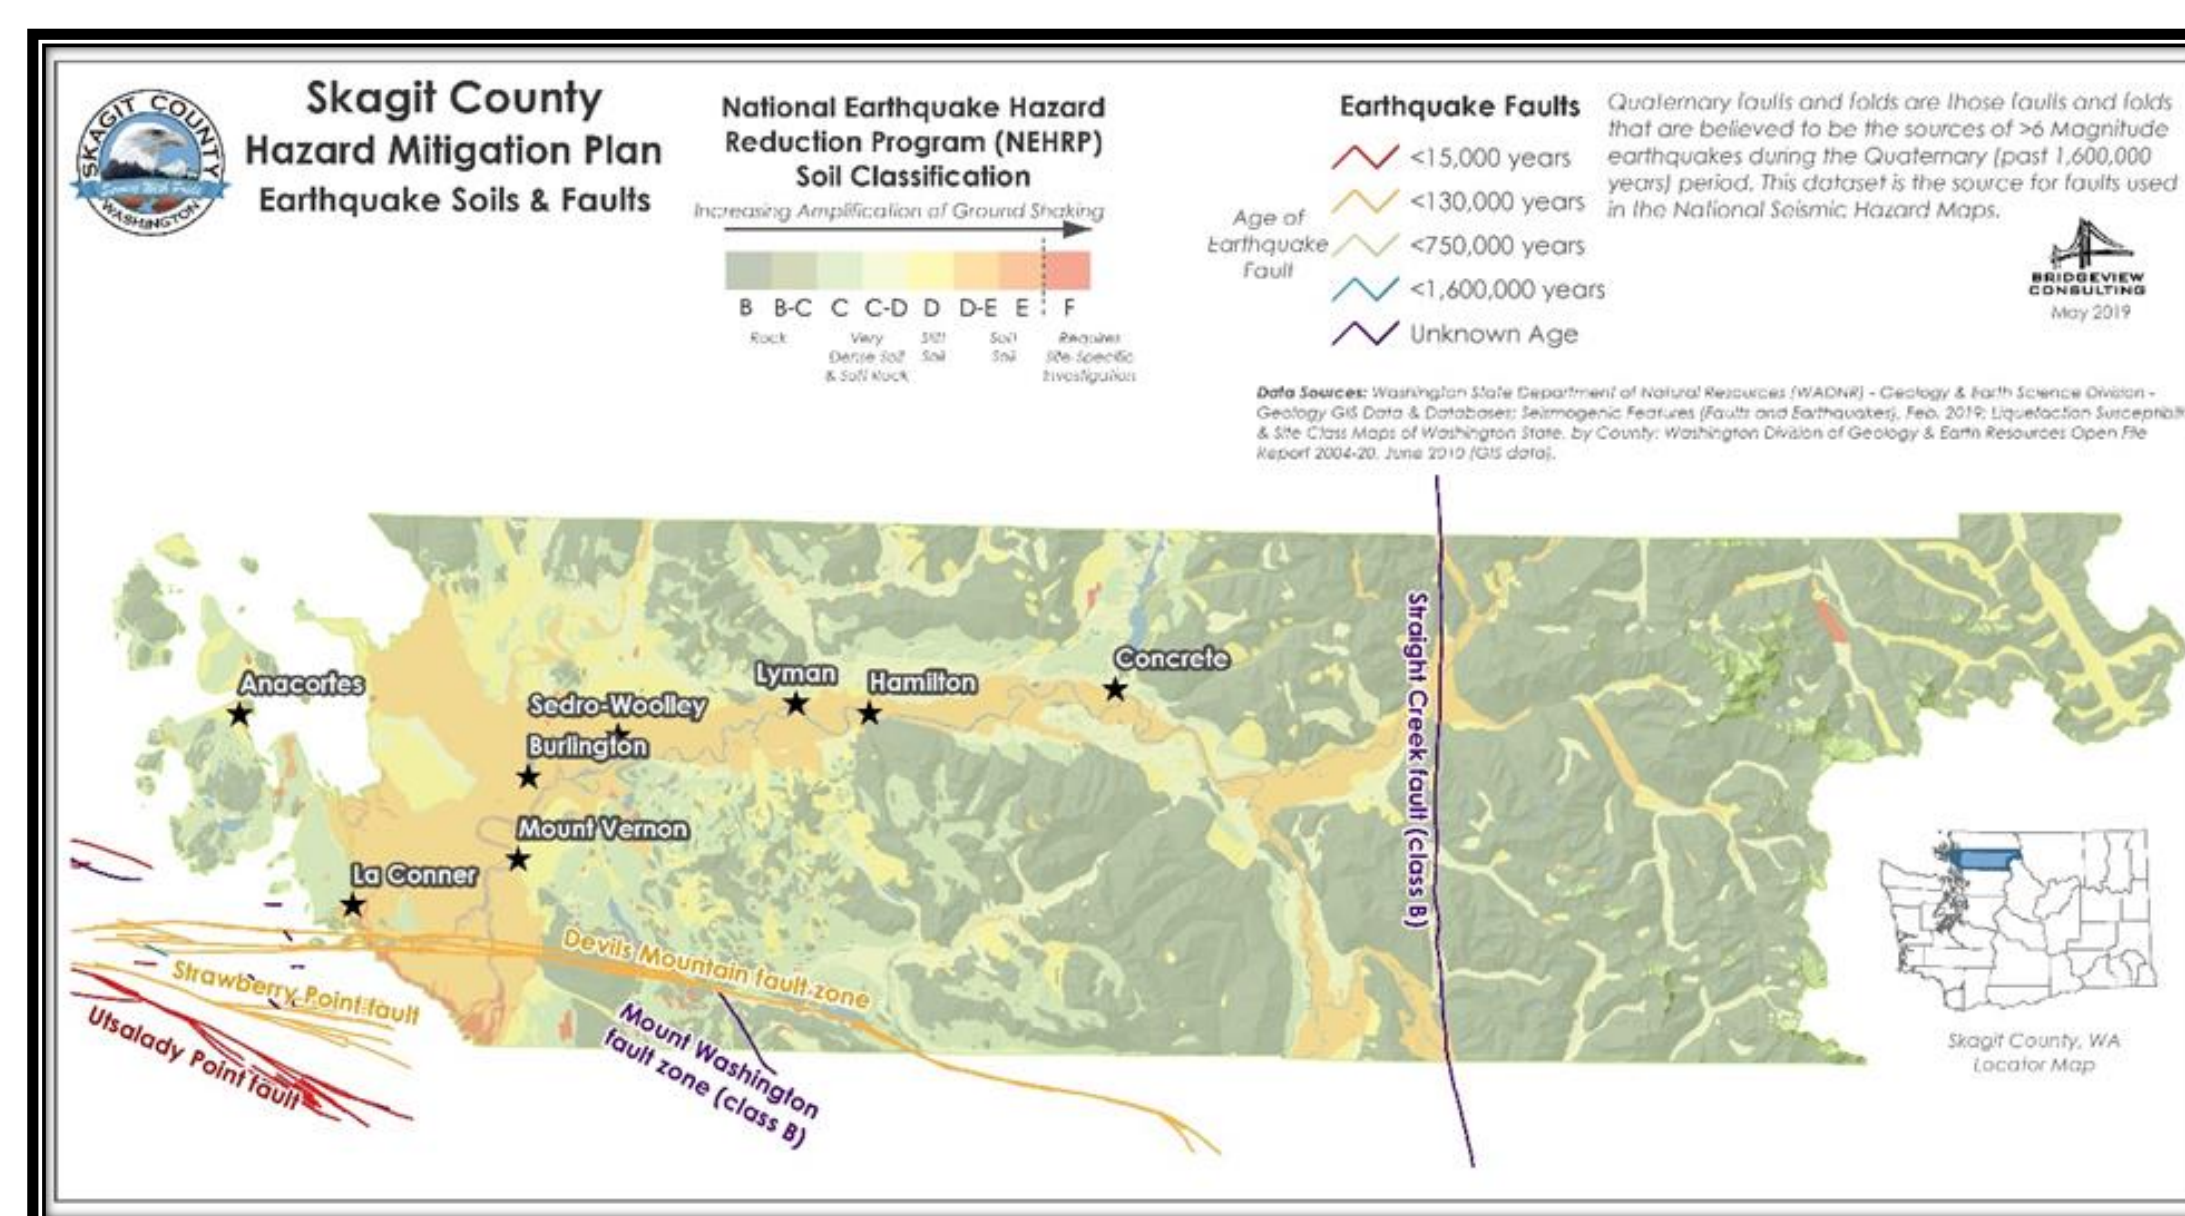 SKAGIT COUNTY
WASHINGTON
Skagit County
Hazard Mitigation Plan
Earthquake Soils & Faults
National Earthquake Hazard
Reduction Program (NEHRP)
Soil Classification
Increasing Amplification of Ground Shaking
B B-C C C-D D D-E E F
Rock
Very
Dense Soil
& Soft Rock
Stiff
Soil
Soft
Soil
Requires
Site-Specific
Investigation
Earthquake Faults
Age of
Earthquake
Fault
<15,000 years
<130,000 years
<750,000 years
<1,600,000 years
Unknown Age
Quaternary faults and folds are those faults and folds
that are believed to be the sources of >6 Magnitude
earthquakes during the Quaternary (past 1,600,000
years) period. This dataset is the source for faults used
in the National Seismic Hazard Maps.
BRIDGEVIEW
CONSULTING
May 2019
Data Sources: Washington State Department of Natural Resources (WADNR) - Geology & Earth Science Division -
Geology GIS Data & Databases: Seismogenic Features (Faults and Earthquakes), Feb. 2019; Liquefaction
& Site Class Maps of Washington State, by County: Washington Division of Geology & Earth Resources Open File
Report 2004-20, June 2010 (GIS data).
Anacortes
Sedro-Woolley
Burlington
Mount Vernon
La Conner
Lyman
Hamilton
Concrete
Straight Creek fault (class B)
Devils Mountain fault zone
Strawberry Point fault
Utsalady Point fault
Mount Washington
fault zone (class B)
Skagit County, WA
Locator Map